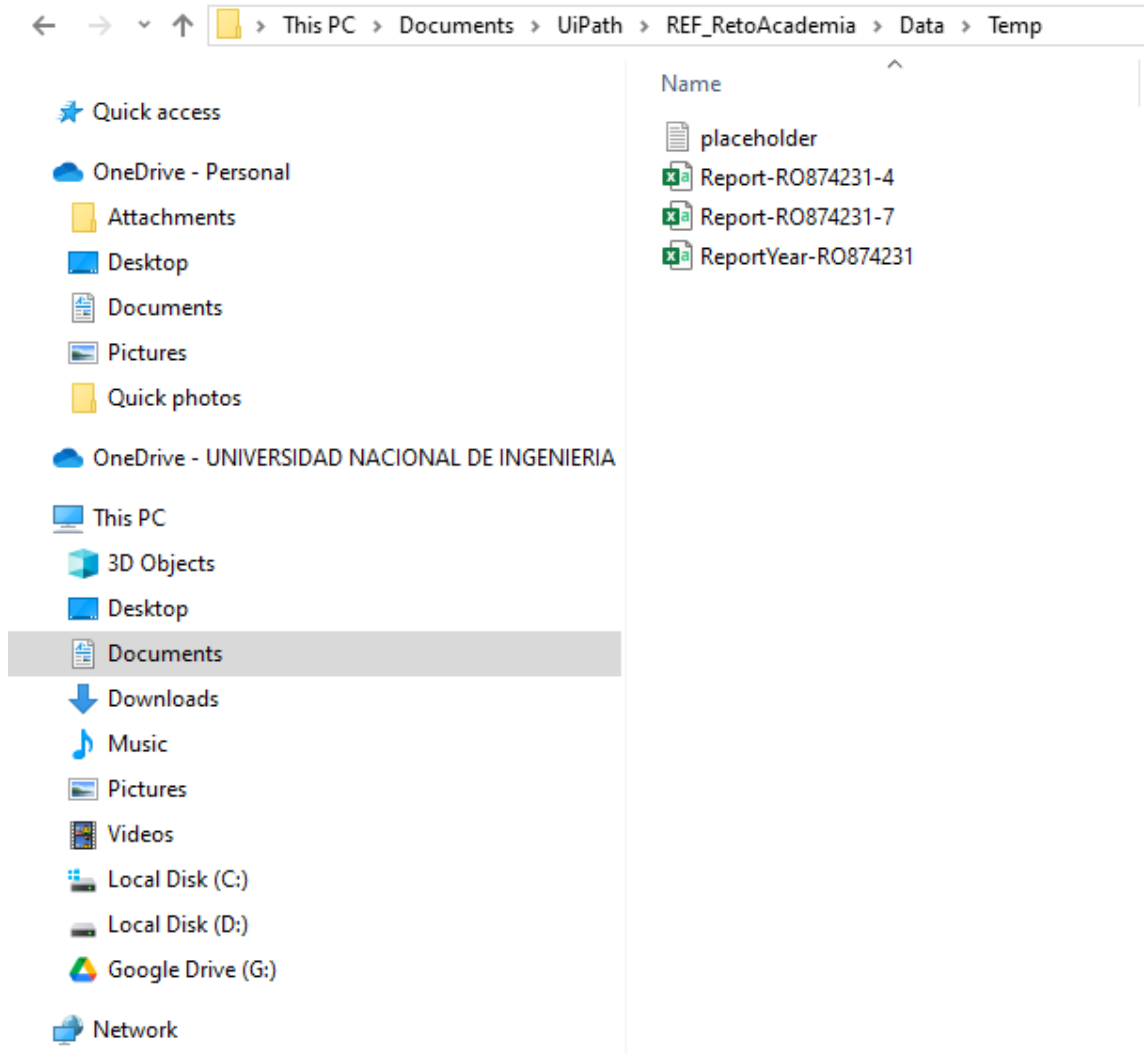 This PC > Documents > UiPath > REF_RetoAcademia > Data > Temp
Quick access
OneDrive - Personal
Attachments
Desktop
Documents
Pictures
Quick photos
OneDrive - UNIVERSIDAD NACIONAL DE INGENIERIA
This PC
3D Objects
Desktop
Documents
Downloads
Music
Pictures
Videos
Local Disk (C:)
Local Disk (D:)
Google Drive (G:)
Network
Name
placeholder
Report-RO874231-4
Report-RO874231-7
ReportYear-RO874231